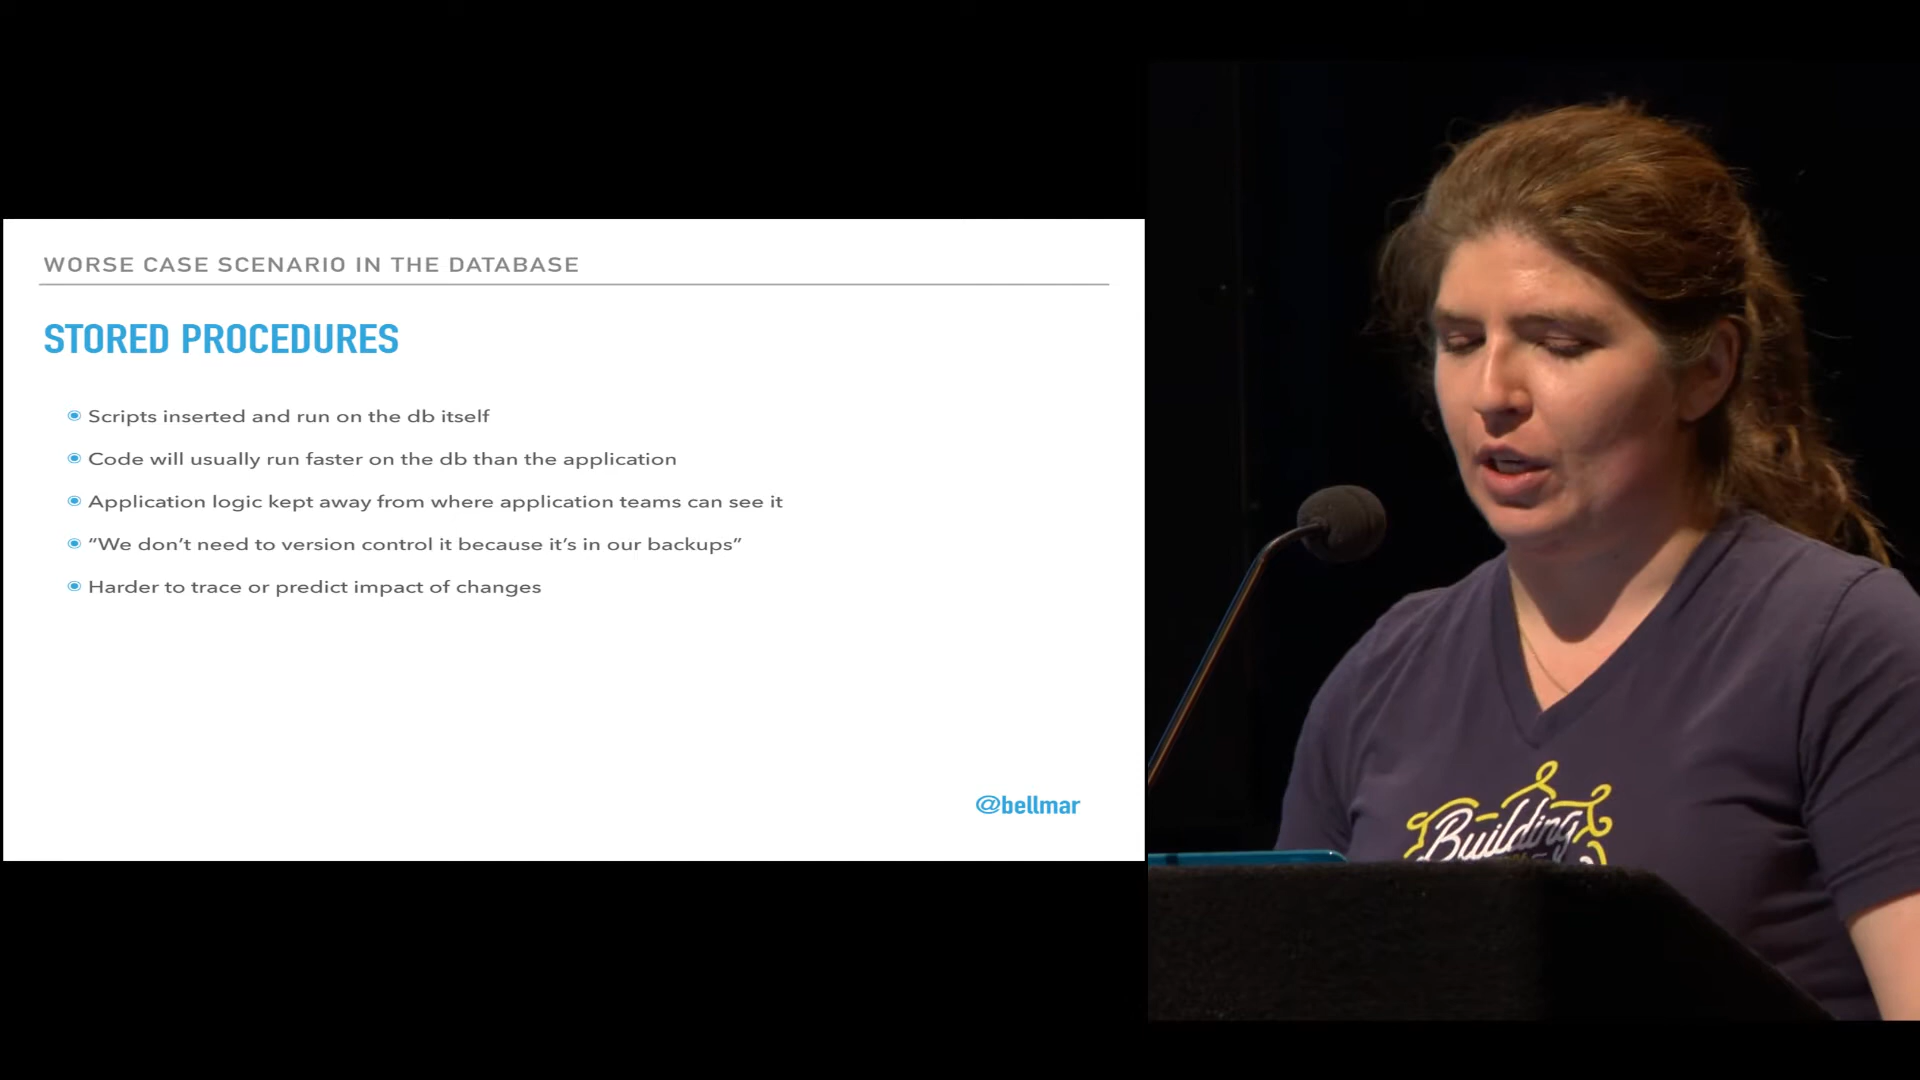 WORSE CASE SCENARIO IN THE DATABASE
STORED PROCEDURES
Scripts inserted and run on the db itself
Code will usually run faster on the db than the application
Application logic kept away from where application teams can see it
“We don’t need to version control it because it’s in our backups”
Harder to trace or predict impact of changes
@bellmar
Building